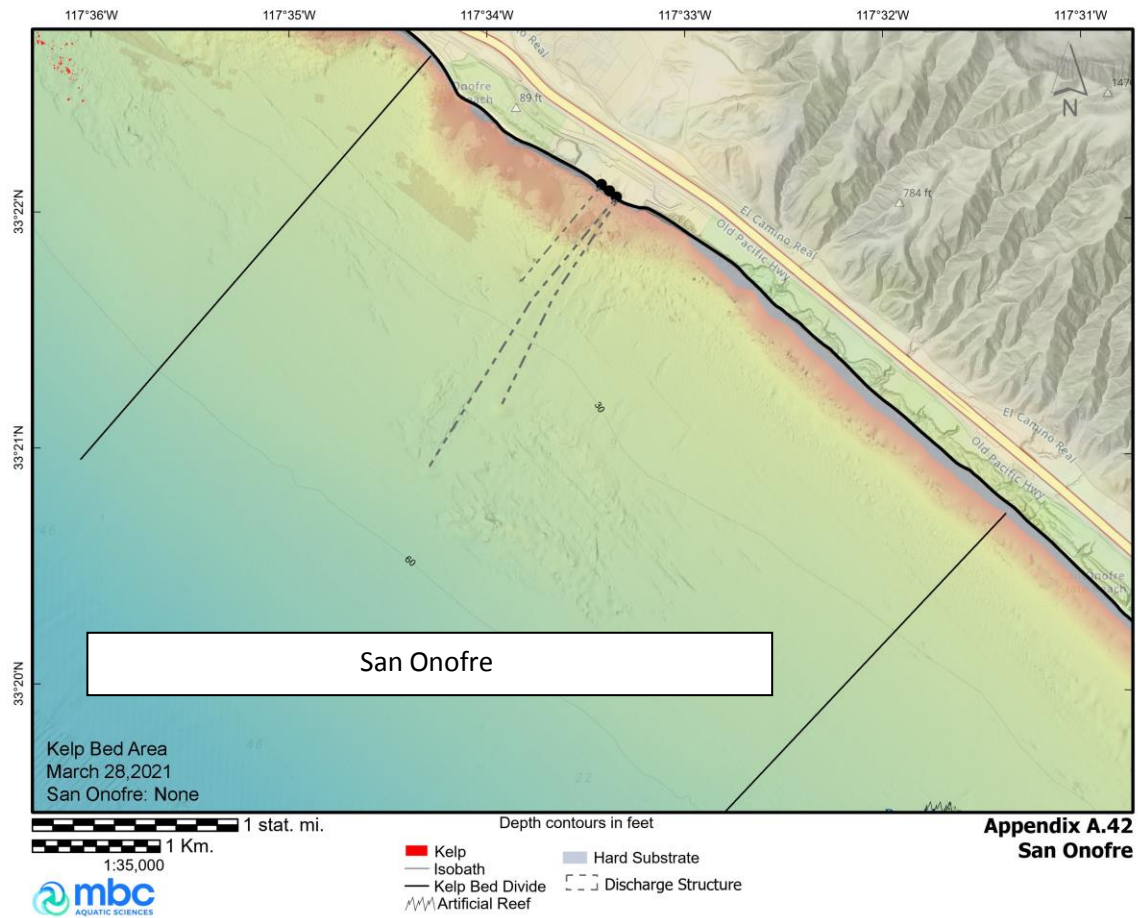 117°36'W 117°35'W 117°34'W 117°33'W 117°32'W 117°31'W
33°22'N
33°21'N
33°20'N
Real
El Camino Real
Old Pacific Hwy
El Camino Real
Old Pacific Hwy
Onofre
89 ft
784 ft
N
30
60
46
46
22
San Onofre
Kelp Bed Area
March 28,2021
San Onofre: None
1 stat. mi.
1 Km.
1:35,000
mbc
AQUATIC SCIENCES
Depth contours in feet
Kelp
Isobath
Kelp Bed Divide
Artificial Reef
Hard Substrate
Discharge Structure
Appendix A.42
San Onofre